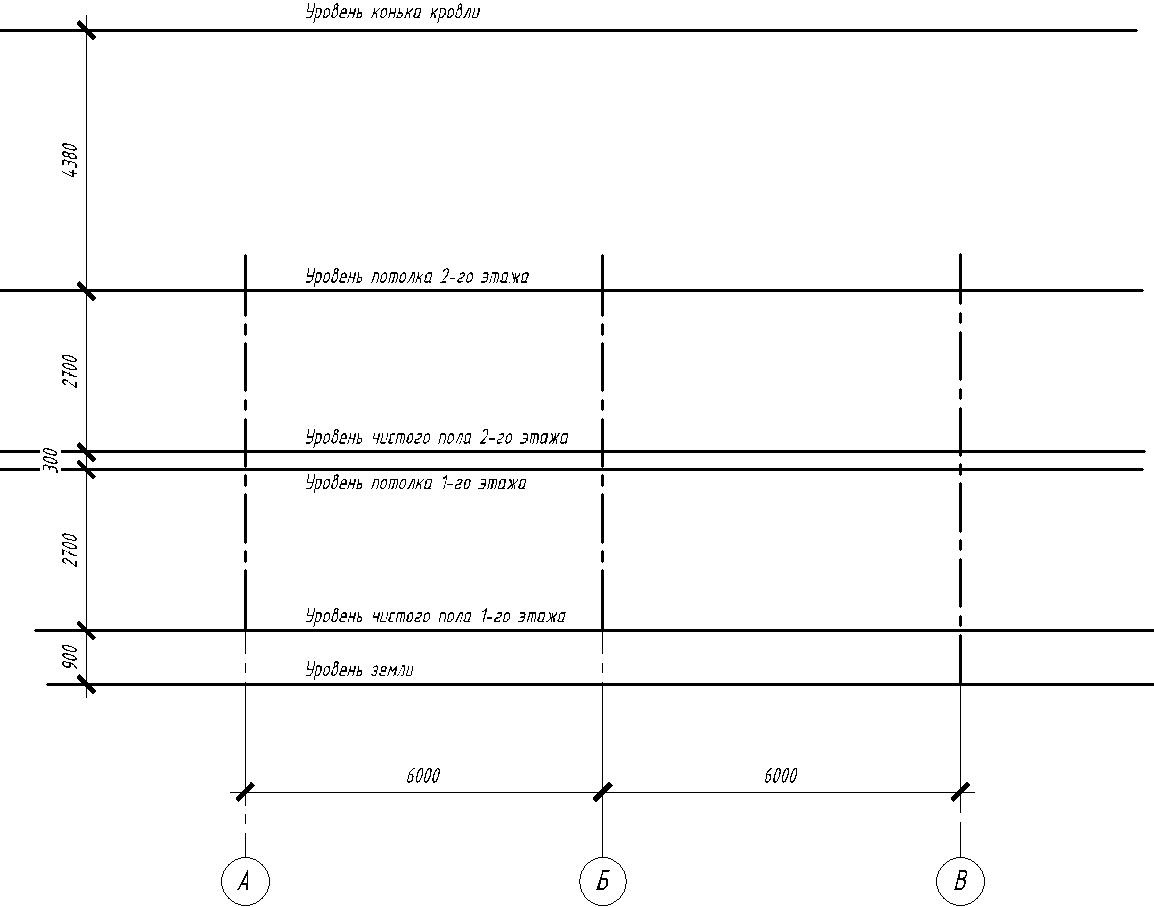 Уровень конька кровли
4380
Уровень потолка 2-го этажа
2700
Уровень чистого пола 2-го этажа
300
Уровень потолка 1-го этажа
2700
Уровень чистого пола 1-го этажа
900
Уровень земли
6000 6000
А Б В